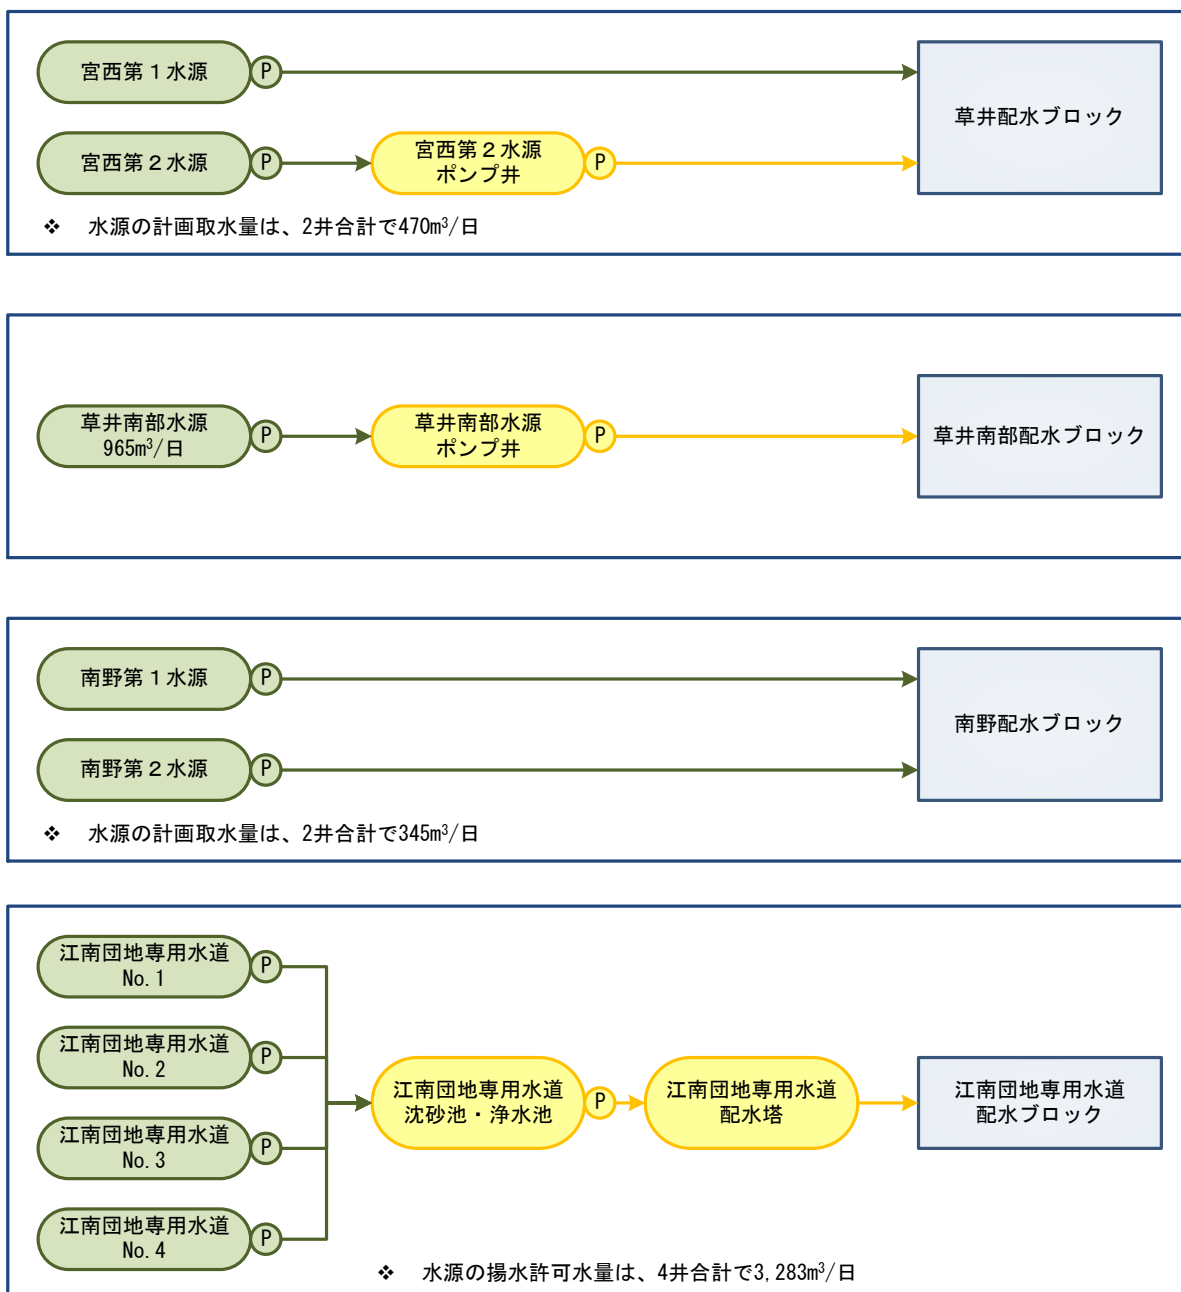 宮西第１水源
P
宮西第２水源
P
宮西第２水源
ポンプ井
P
草井配水ブロック
❖ 水源の計画取水量は、2井合計で470m³/日
草井南部水源
965m³/日
P
草井南部水源
ポンプ井
P
草井南部配水ブロック
南野第１水源
P
南野第２水源
P
南野配水ブロック
❖ 水源の計画取水量は、2井合計で345m³/日
江南団地専用水道
No.1
P
江南団地専用水道
No.2
P
江南団地専用水道
No.3
P
江南団地専用水道
No.4
P
江南団地専用水道
沈砂池・浄水池
P
江南団地専用水道
配水塔
江南団地専用水道
配水ブロック
❖ 水源の揚水許可水量は、4井合計で3,283m³/日